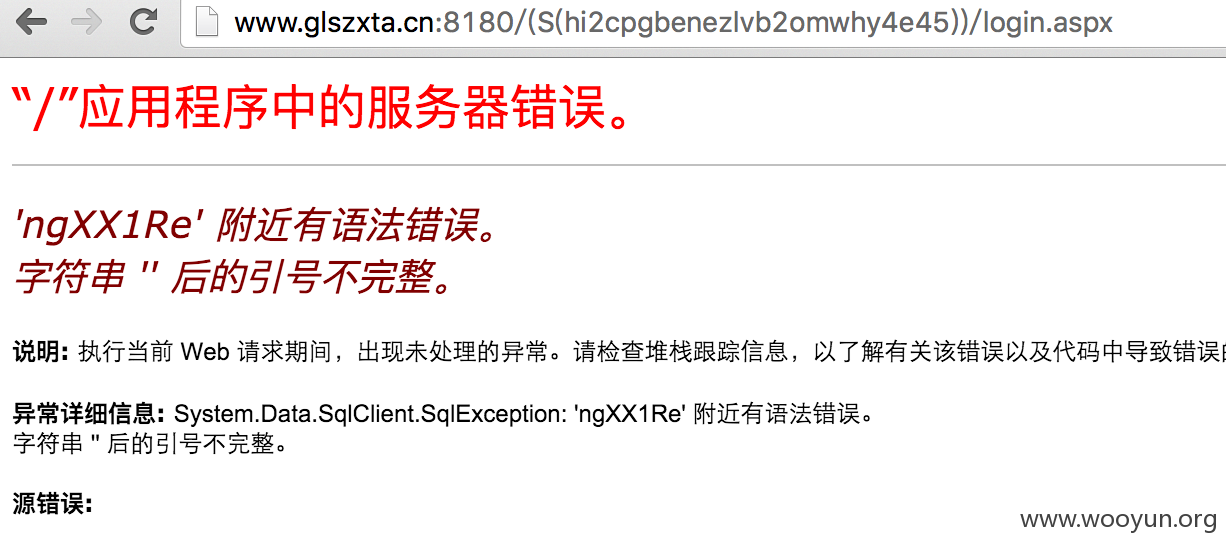 www.glszxta.cn:8180/(S(hi2cpgbenezlvb2omwhy4e45))/login.aspx
“/”应用程序中的服务器错误。
'ngXX1Re' 附近有语法错误。
字符串 '' 后的引号不完整。
说明: 执行当前 Web 请求期间，出现未处理的异常。请检查堆栈跟踪信息，以了解有关该错误以及代码中导致错误的
异常详细信息: System.Data.SqlClient.SqlException: 'ngXX1Re' 附近有语法错误。
字符串 '' 后的引号不完整。
源错误:
www.wooyun.org